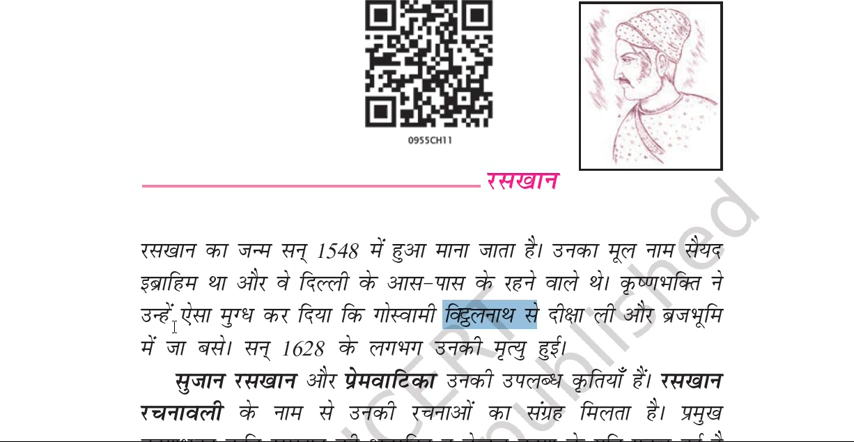 0955CH11
रसखान
रसखान का जन्म सन् 1548 में हुआ माना जाता है। उनका मूल नाम सैयद
इब्राहिम था और वे दिल्ली के आस-पास के रहने वाले थे। कृष्णभक्ति ने
उन्हें ऐसा मुग्ध कर दिया कि गोस्वामी विट्ठलनाथ से दीक्षा ली और ब्रजभूमि
में जा बसे। सन् 1628 के लगभग उनकी मृत्यु हुई।
सुजान रसखान और प्रेमवाटिका उनकी उपलब्ध कृतियाँ हैं। रसखान
रचनावली के नाम से उनकी रचनाओं का संग्रह मिलता है। प्रमुख